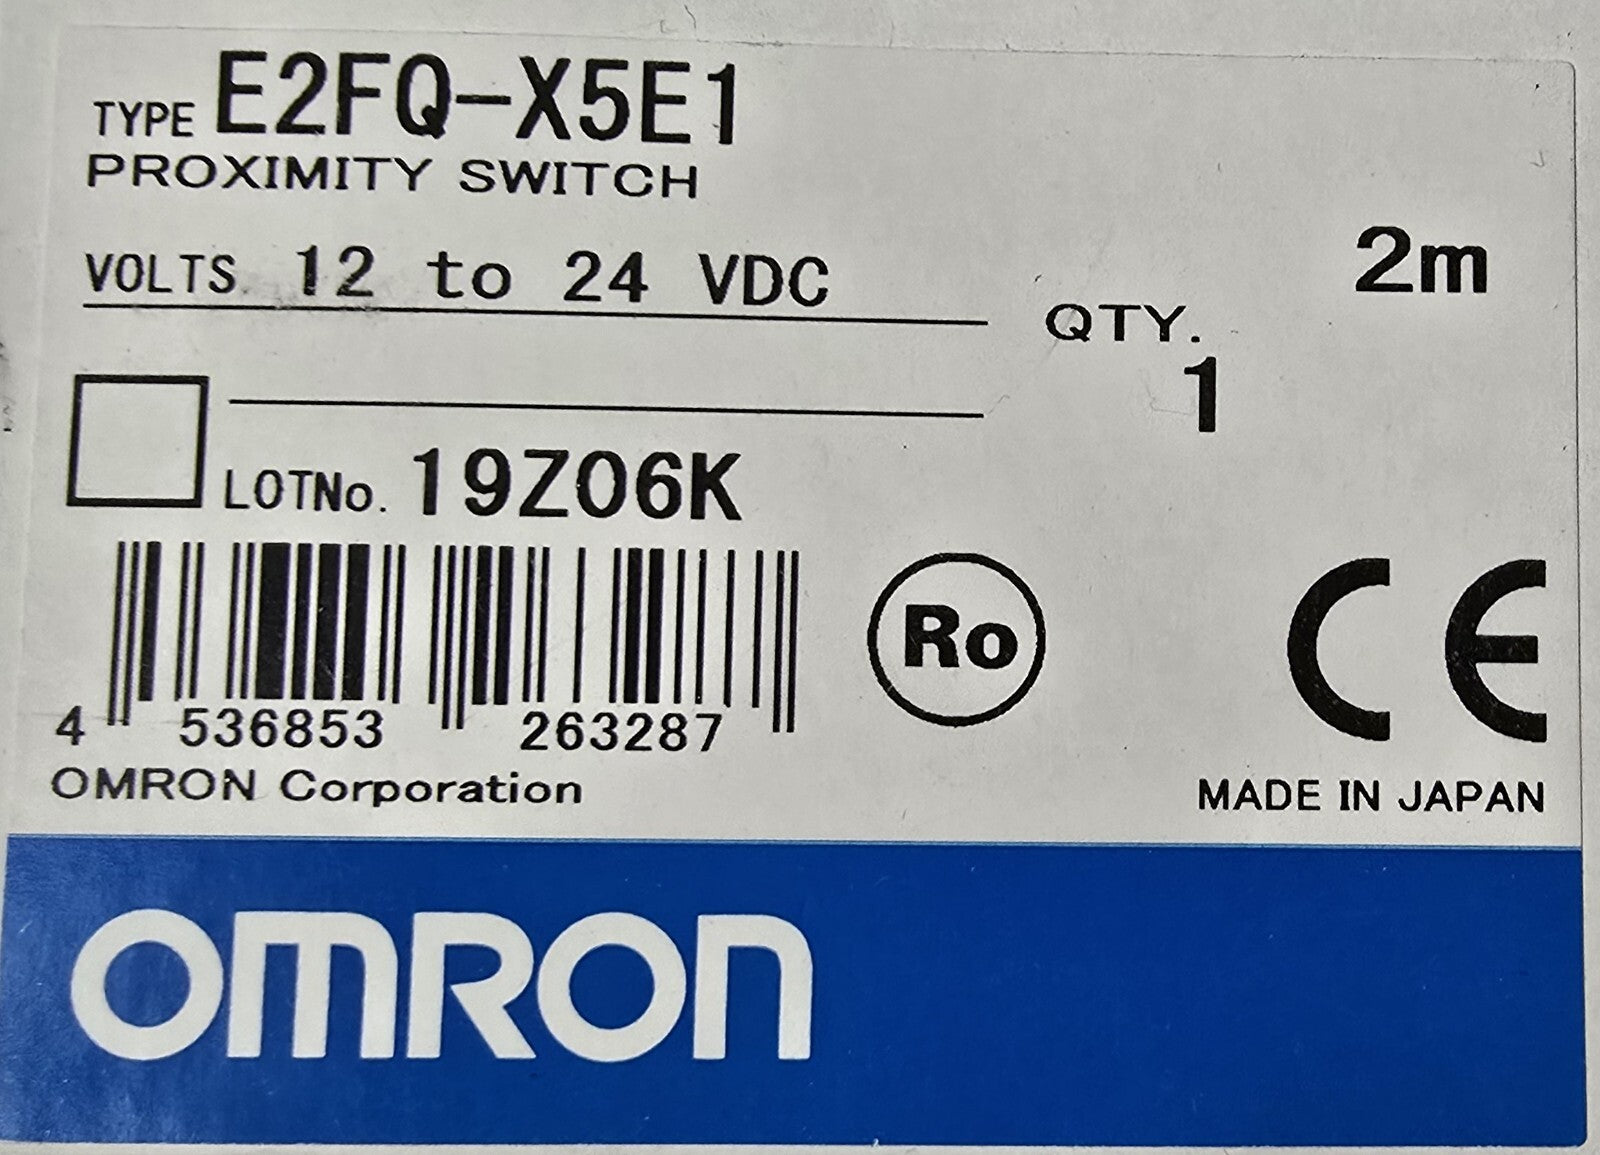 TYPE E2FQ-X5E1
PROXIMITY SWITCH
VOLTS 12 to 24 VDC
2m
QTY.
1
LOTNo. 19Z06K
4 536853 263287
Ro
CE
OMRON Corporation
MADE IN JAPAN
OMRON